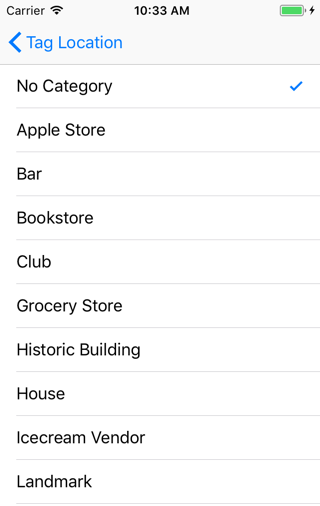 Carrier 10:33 AM
Tag Location
No Category
Apple Store
Bar
Bookstore
Club
Grocery Store
Historic Building
House
Icecream Vendor
Landmark